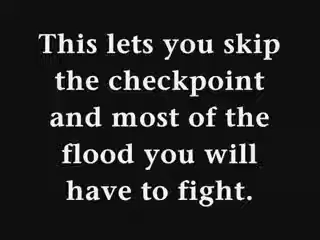 This lets you skip
the checkpoint
and most of the
flood you will
have to fight.